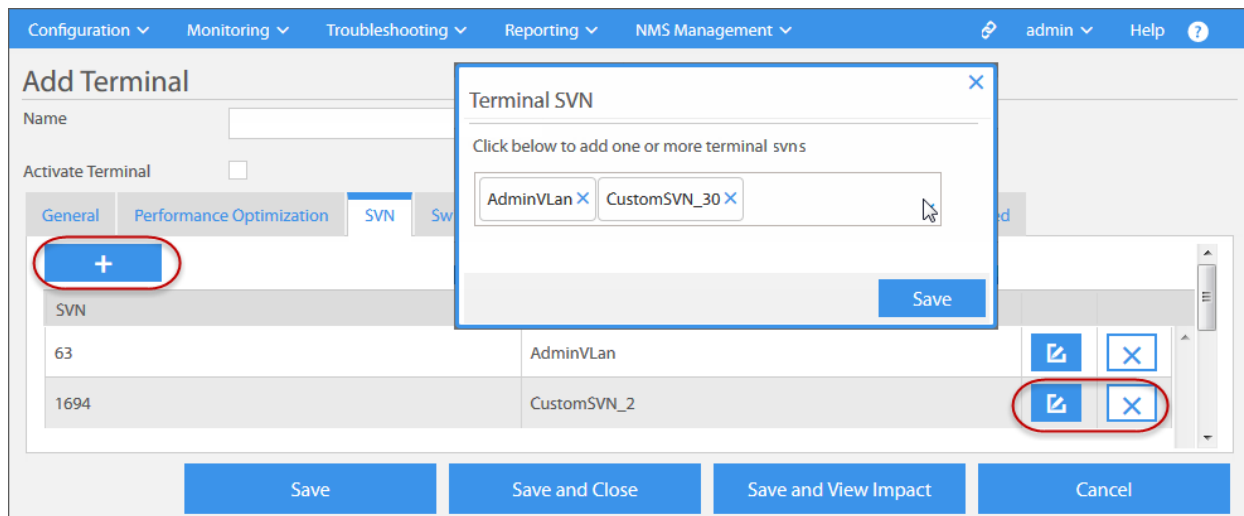 Configuration Monitoring Troubleshooting Reporting NMS Management admin Help ?
Add Terminal
Name
Activate Terminal
General Performance Optimization SVN Sw
Terminal SVN
Click below to add one or more terminal svns
AdminVLan CustomSVN_30
Save
+
SVN
63 AdminVLan
1694 CustomSVN_2
Save Save and Close Save and View Impact Cancel